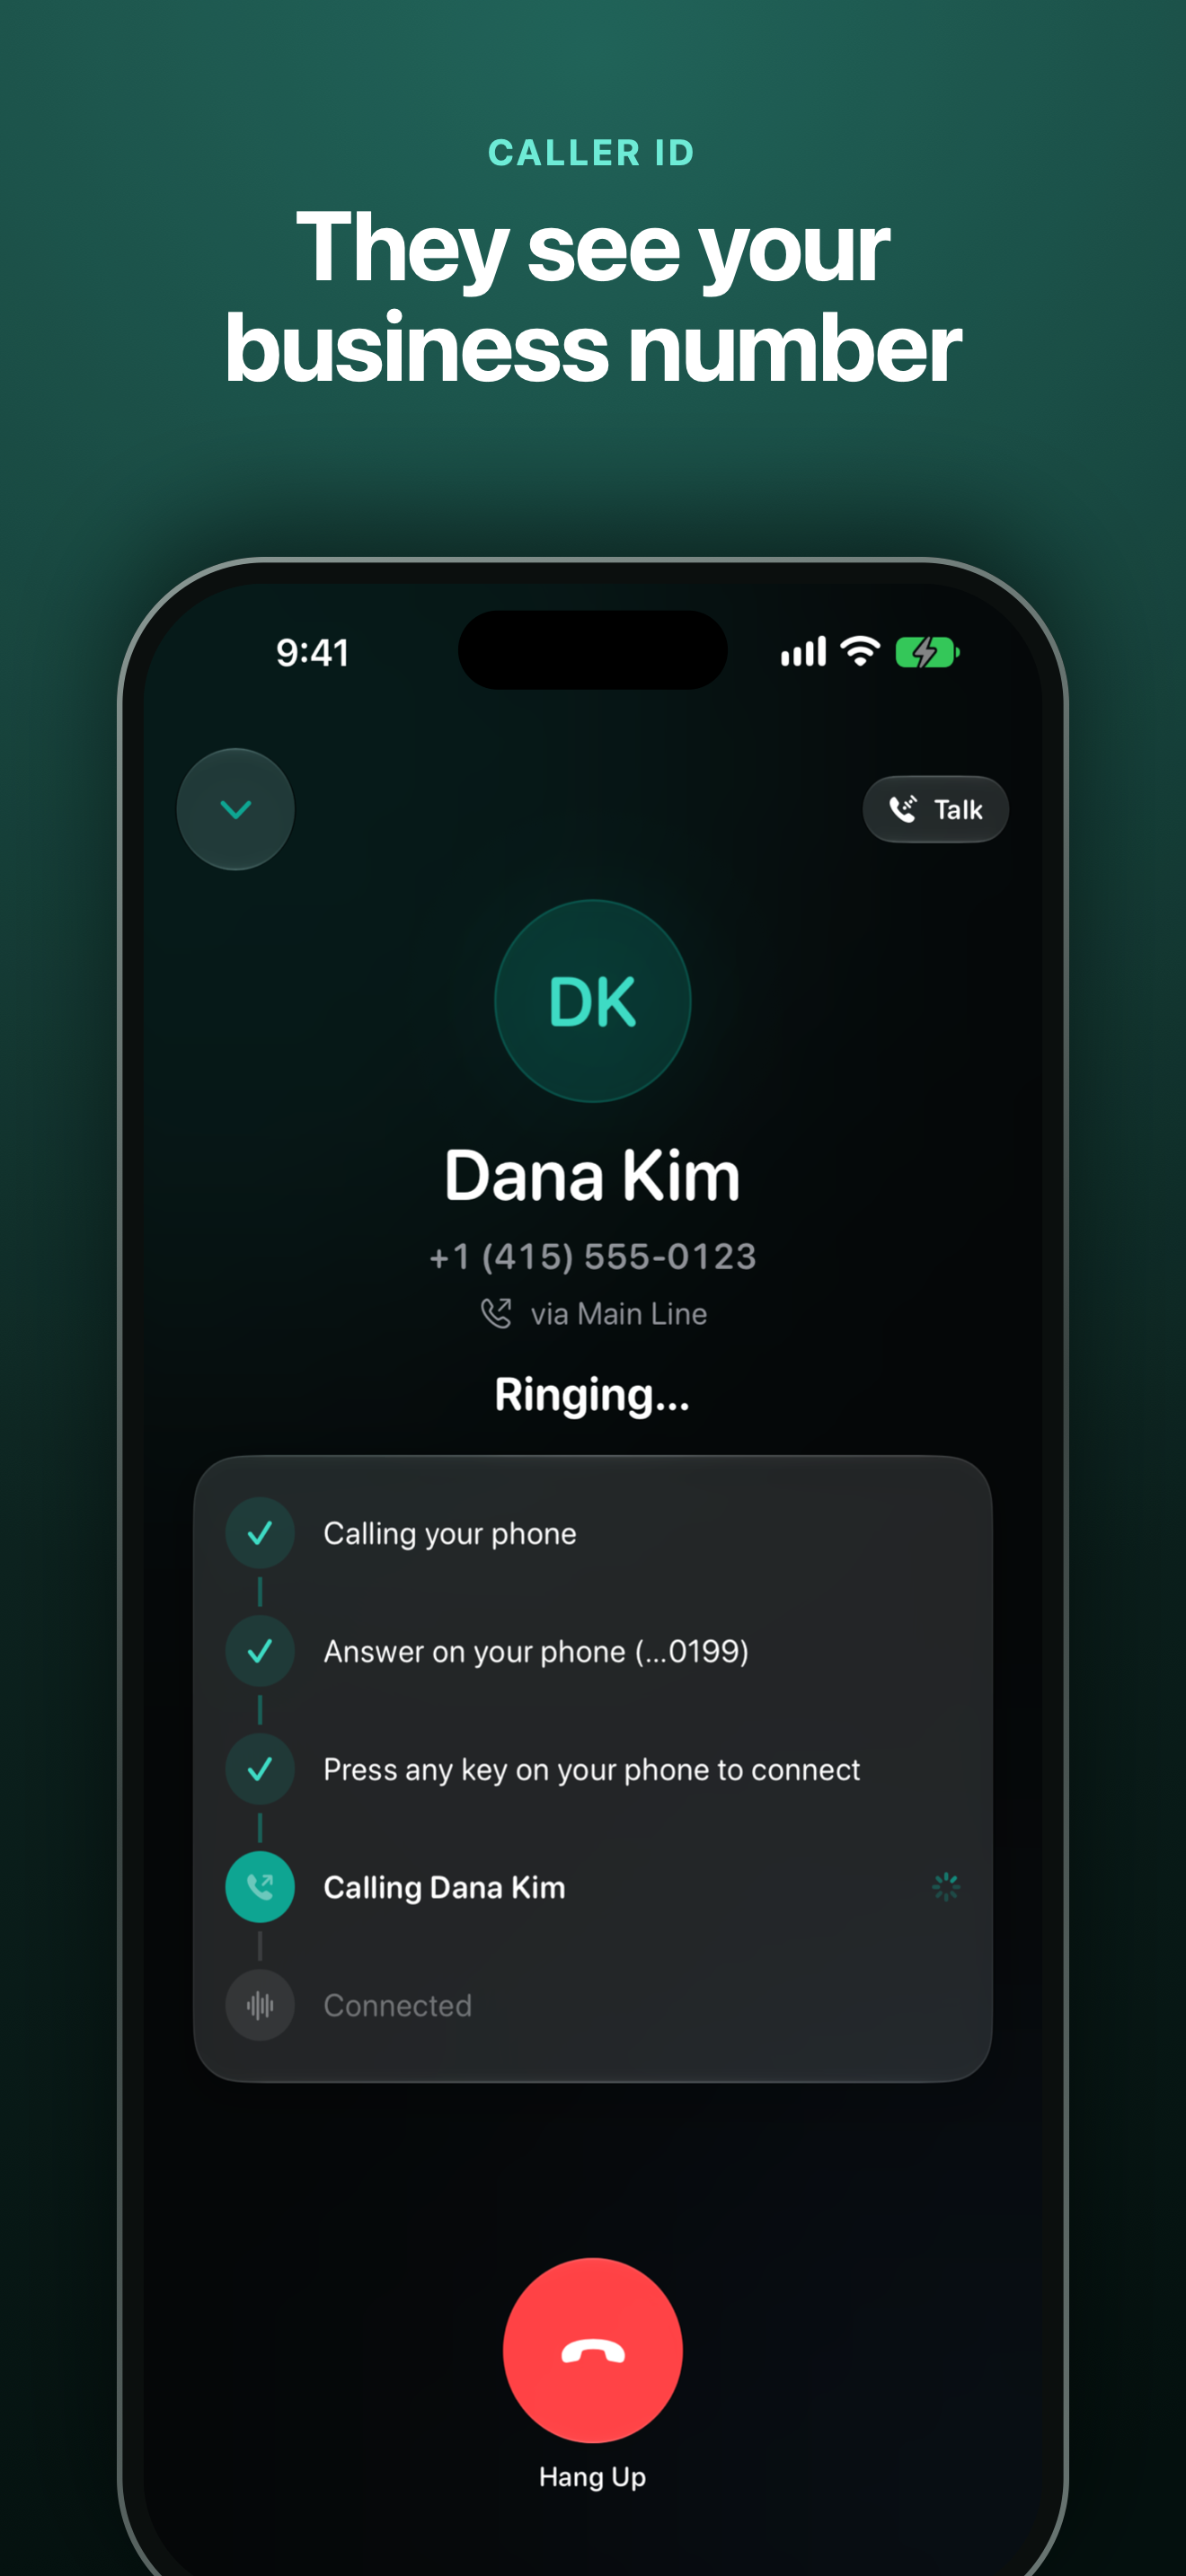 CALLER ID
They see your
business number
9:41
Talk
DK
Dana Kim
+1 (415) 555-0123
via Main Line
Ringing...
Calling your phone
Answer on your phone (...0199)
Press any key on your phone to connect
Calling Dana Kim
Connected
Hang Up